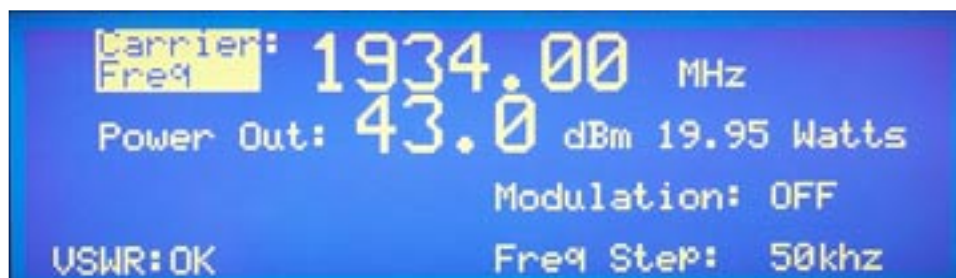 Carrier: 1934.00 MHz
Freq
Power Out: 43.0 dBm 19.95 Watts
Modulation: OFF
VSWR:OK Freq Step: 50khz